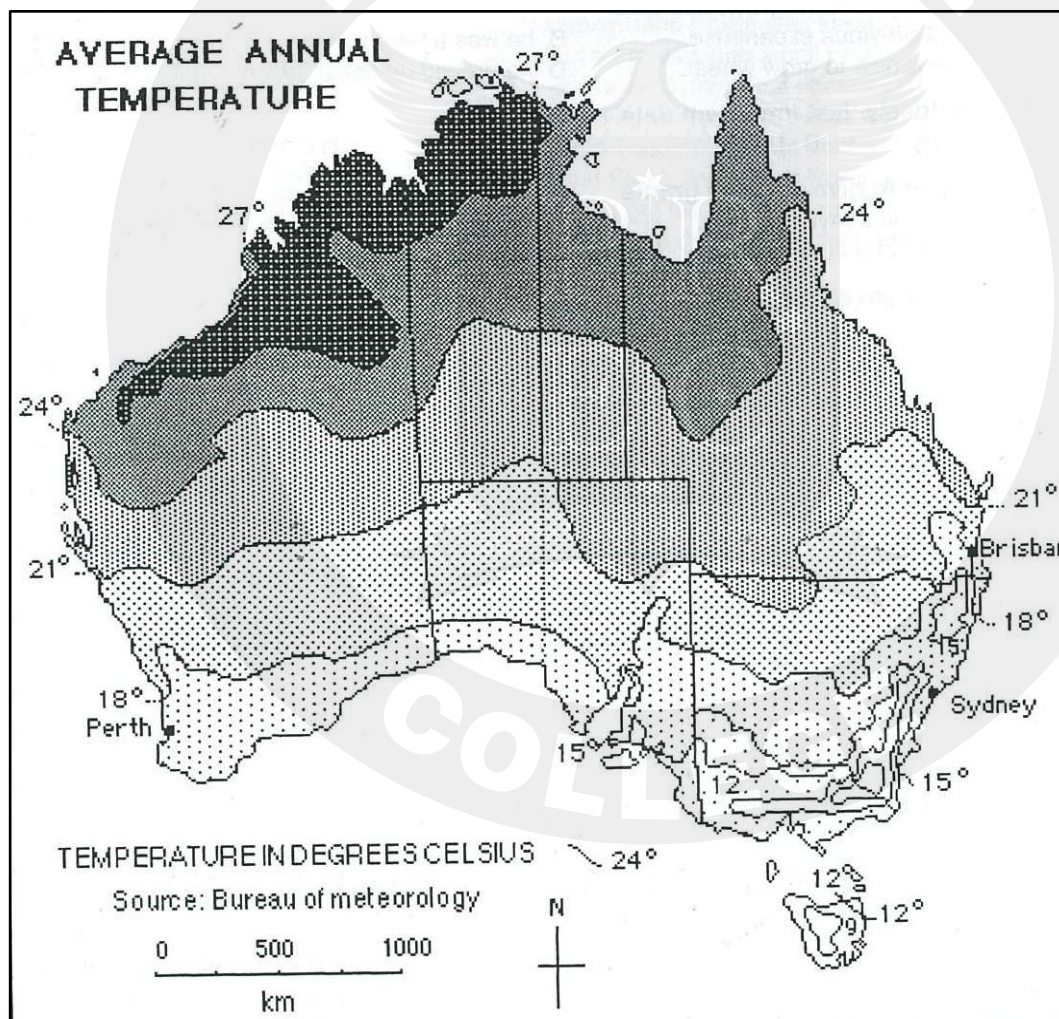 AVERAGE ANNUAL
TEMPERATURE
27°
27°
24°
24°
21°
21°
Brisban
18°
15
18°
Perth
Sydney
15°
12
15°
TEMPERATURE IN DEGREES CELSIUS
24°
Source: Bureau of meteorology
12°
12°
9
N
0 500 1000
km
COLLEG